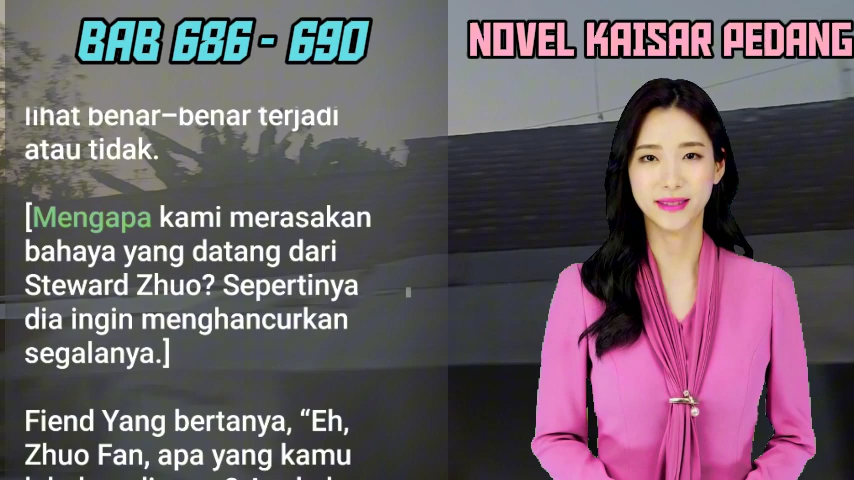 BAB 686 - 690
NOVEL KAISAR PEDANG
lihat benar–benar terjadi
atau tidak.
[Mengapa kami merasakan
bahaya yang datang dari
Steward Zhuo? Sepertinya
dia ingin menghancurkan
segalanya.]
Fiend Yang bertanya, “Eh,
Zhuo Fan, apa yang kamu